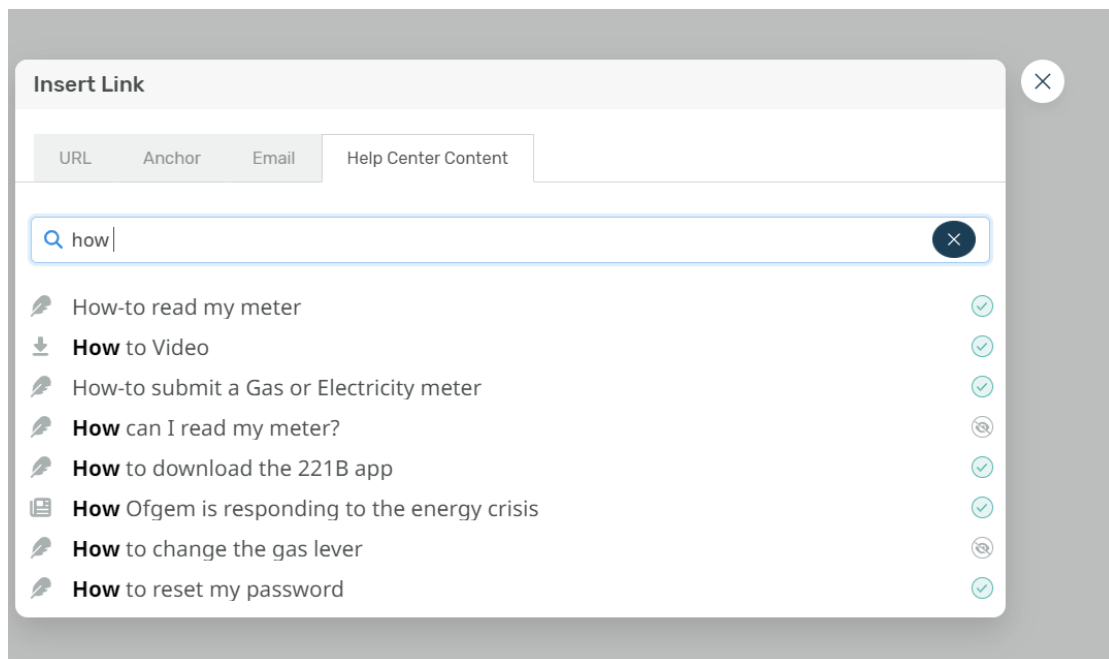 Insert Link
URL Anchor Email Help Center Content
how
How-to read my meter
How to Video
How-to submit a Gas or Electricity meter
How can I read my meter?
How to download the 221B app
How Ofgem is responding to the energy crisis
How to change the gas lever
How to reset my password